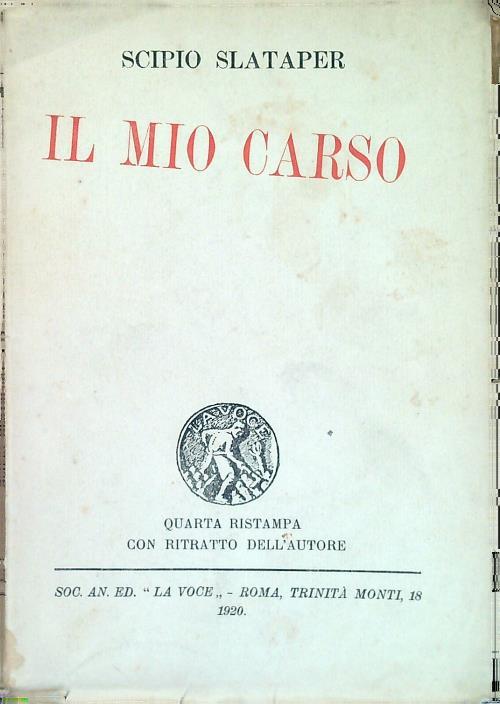 SCIPIO SLATAPER
IL MIO CARSO
LA VOCE
QUARTA RISTAMPA
CON RITRATTO DELL'AUTORE
SOC. AN. ED. “ LA VOCE „ - ROMA, TRINITÀ MONTI, 18
1920.